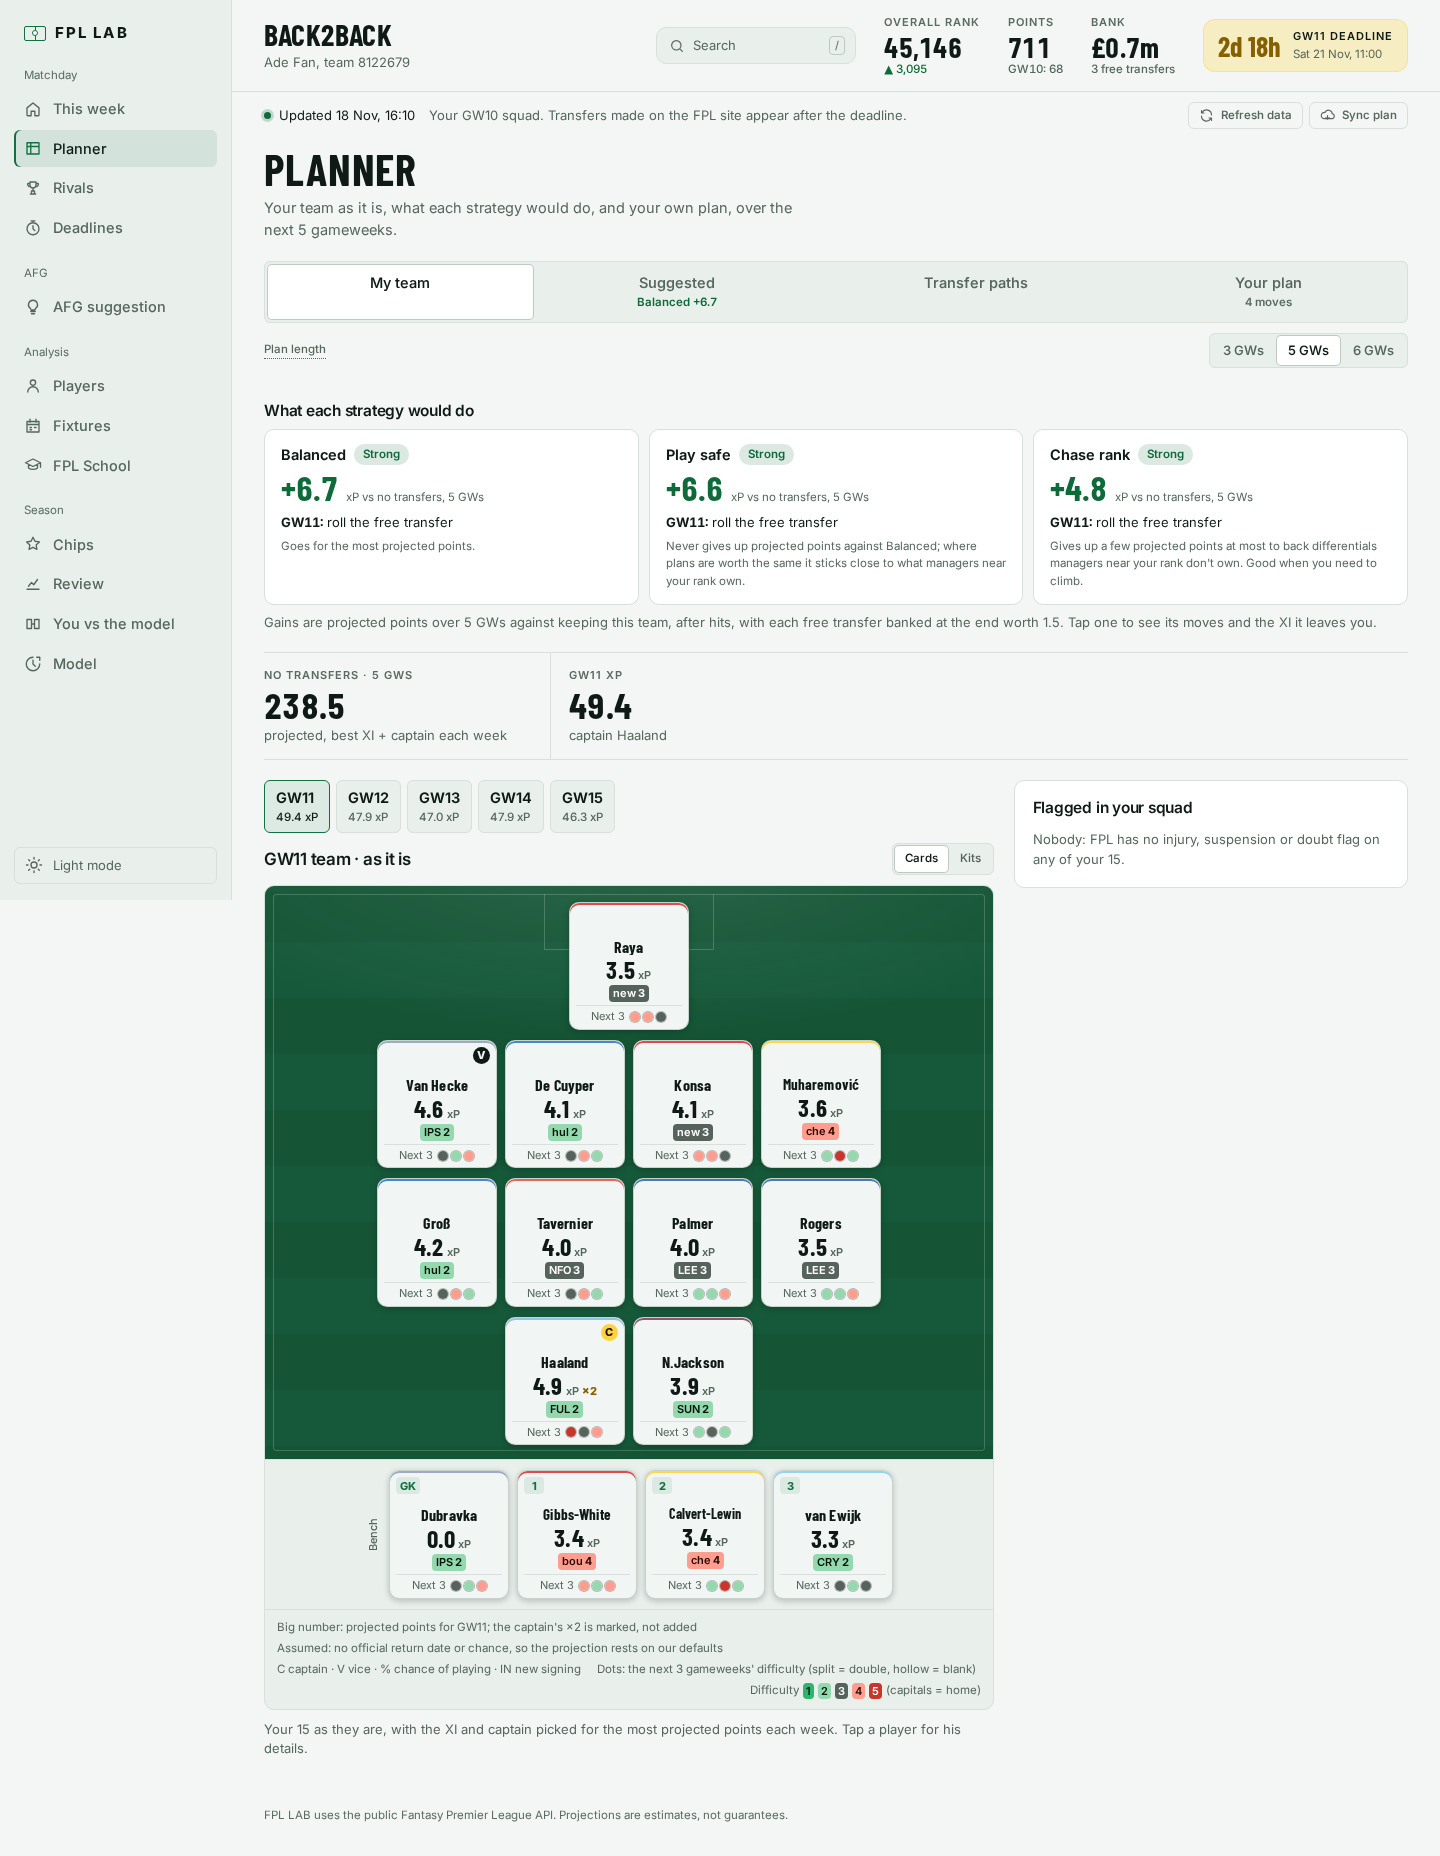 FPL LAB
Matchday
This week
Planner
Rivals
Deadlines
AFG
AFG suggestion
Analysis
Players
Fixtures
FPL School
Season
Chips
Review
You vs the model
Model
Light mode
BACK2BACK
Ade Fan, team 8122679
Search /
OVERALL RANK
45,146
▲ 3,095
POINTS
711
GW10: 68
BANK
£0.7m
3 free transfers
2d 18h
GW11 DEADLINE
Sat 21 Nov, 11:00
Updated 18 Nov, 16:10 Your GW10 squad. Transfers made on the FPL site appear after the deadline.
Refresh data
Sync plan
PLANNER
Your team as it is, what each strategy would do, and your own plan, over the
next 5 gameweeks.
My team
Suggested
Balanced +6.7
Transfer paths
Your plan
4 moves
Plan length
3 GWs 5 GWs 6 GWs
What each strategy would do
Balanced Strong
+6.7 xP vs no transfers, 5 GWs
GW11: roll the free transfer
Goes for the most projected points.
Play safe Strong
+6.6 xP vs no transfers, 5 GWs
GW11: roll the free transfer
Never gives up projected points against Balanced; where
plans are worth the same it sticks close to what managers near
your rank own.
Chase rank Strong
+4.8 xP vs no transfers, 5 GWs
GW11: roll the free transfer
Gives up a few projected points at most to back differentials
managers near your rank don't own. Good when you need to
climb.
Gains are projected points over 5 GWs against keeping this team, after hits, with each free transfer banked at the end worth 1.5. Tap one to see its moves and the XI it leaves you.
NO TRANSFERS · 5 GWS
238.5
projected, best XI + captain each week
GW11 XP
49.4
captain Haaland
GW11
49.4 xP
GW12
47.9 xP
GW13
47.0 xP
GW14
47.9 xP
GW15
46.3 xP
GW11 team · as it is
Cards Kits
Flagged in your squad
Nobody: FPL has no injury, suspension or doubt flag on
any of your 15.
Raya
3.5 xP
new 3
Next 3
V
Van Hecke
4.6 xP
IPS 2
Next 3
De Cuyper
4.1 xP
hul 2
Next 3
Konsa
4.1 xP
new 3
Next 3
Muharemović
3.6 xP
che 4
Next 3
Groß
4.2 xP
hul 2
Next 3
Tavernier
4.0 xP
NFO 3
Next 3
Palmer
4.0 xP
LEE 3
Next 3
Rogers
3.5 xP
LEE 3
Next 3
C
Haaland
4.9 xP ×2
FUL 2
Next 3
N.Jackson
3.9 xP
SUN 2
Next 3
Bench
GK
Dubravka
0.0 xP
IPS 2
Next 3
1
Gibbs-White
3.4 xP
bou 4
Next 3
2
Calvert-Lewin
3.4 xP
che 4
Next 3
3
van Ewijk
3.3 xP
CRY 2
Next 3
Big number: projected points for GW11; the captain's ×2 is marked, not added
Assumed: no official return date or chance, so the projection rests on our defaults
C captain · V vice · % chance of playing · IN new signing Dots: the next 3 gameweeks' difficulty (split = double, hollow = blank)
Difficulty 1 2 3 4 5 (capitals = home)
Your 15 as they are, with the XI and captain picked for the most projected points each week. Tap a player for his
details.
FPL LAB uses the public Fantasy Premier League API. Projections are estimates, not guarantees.